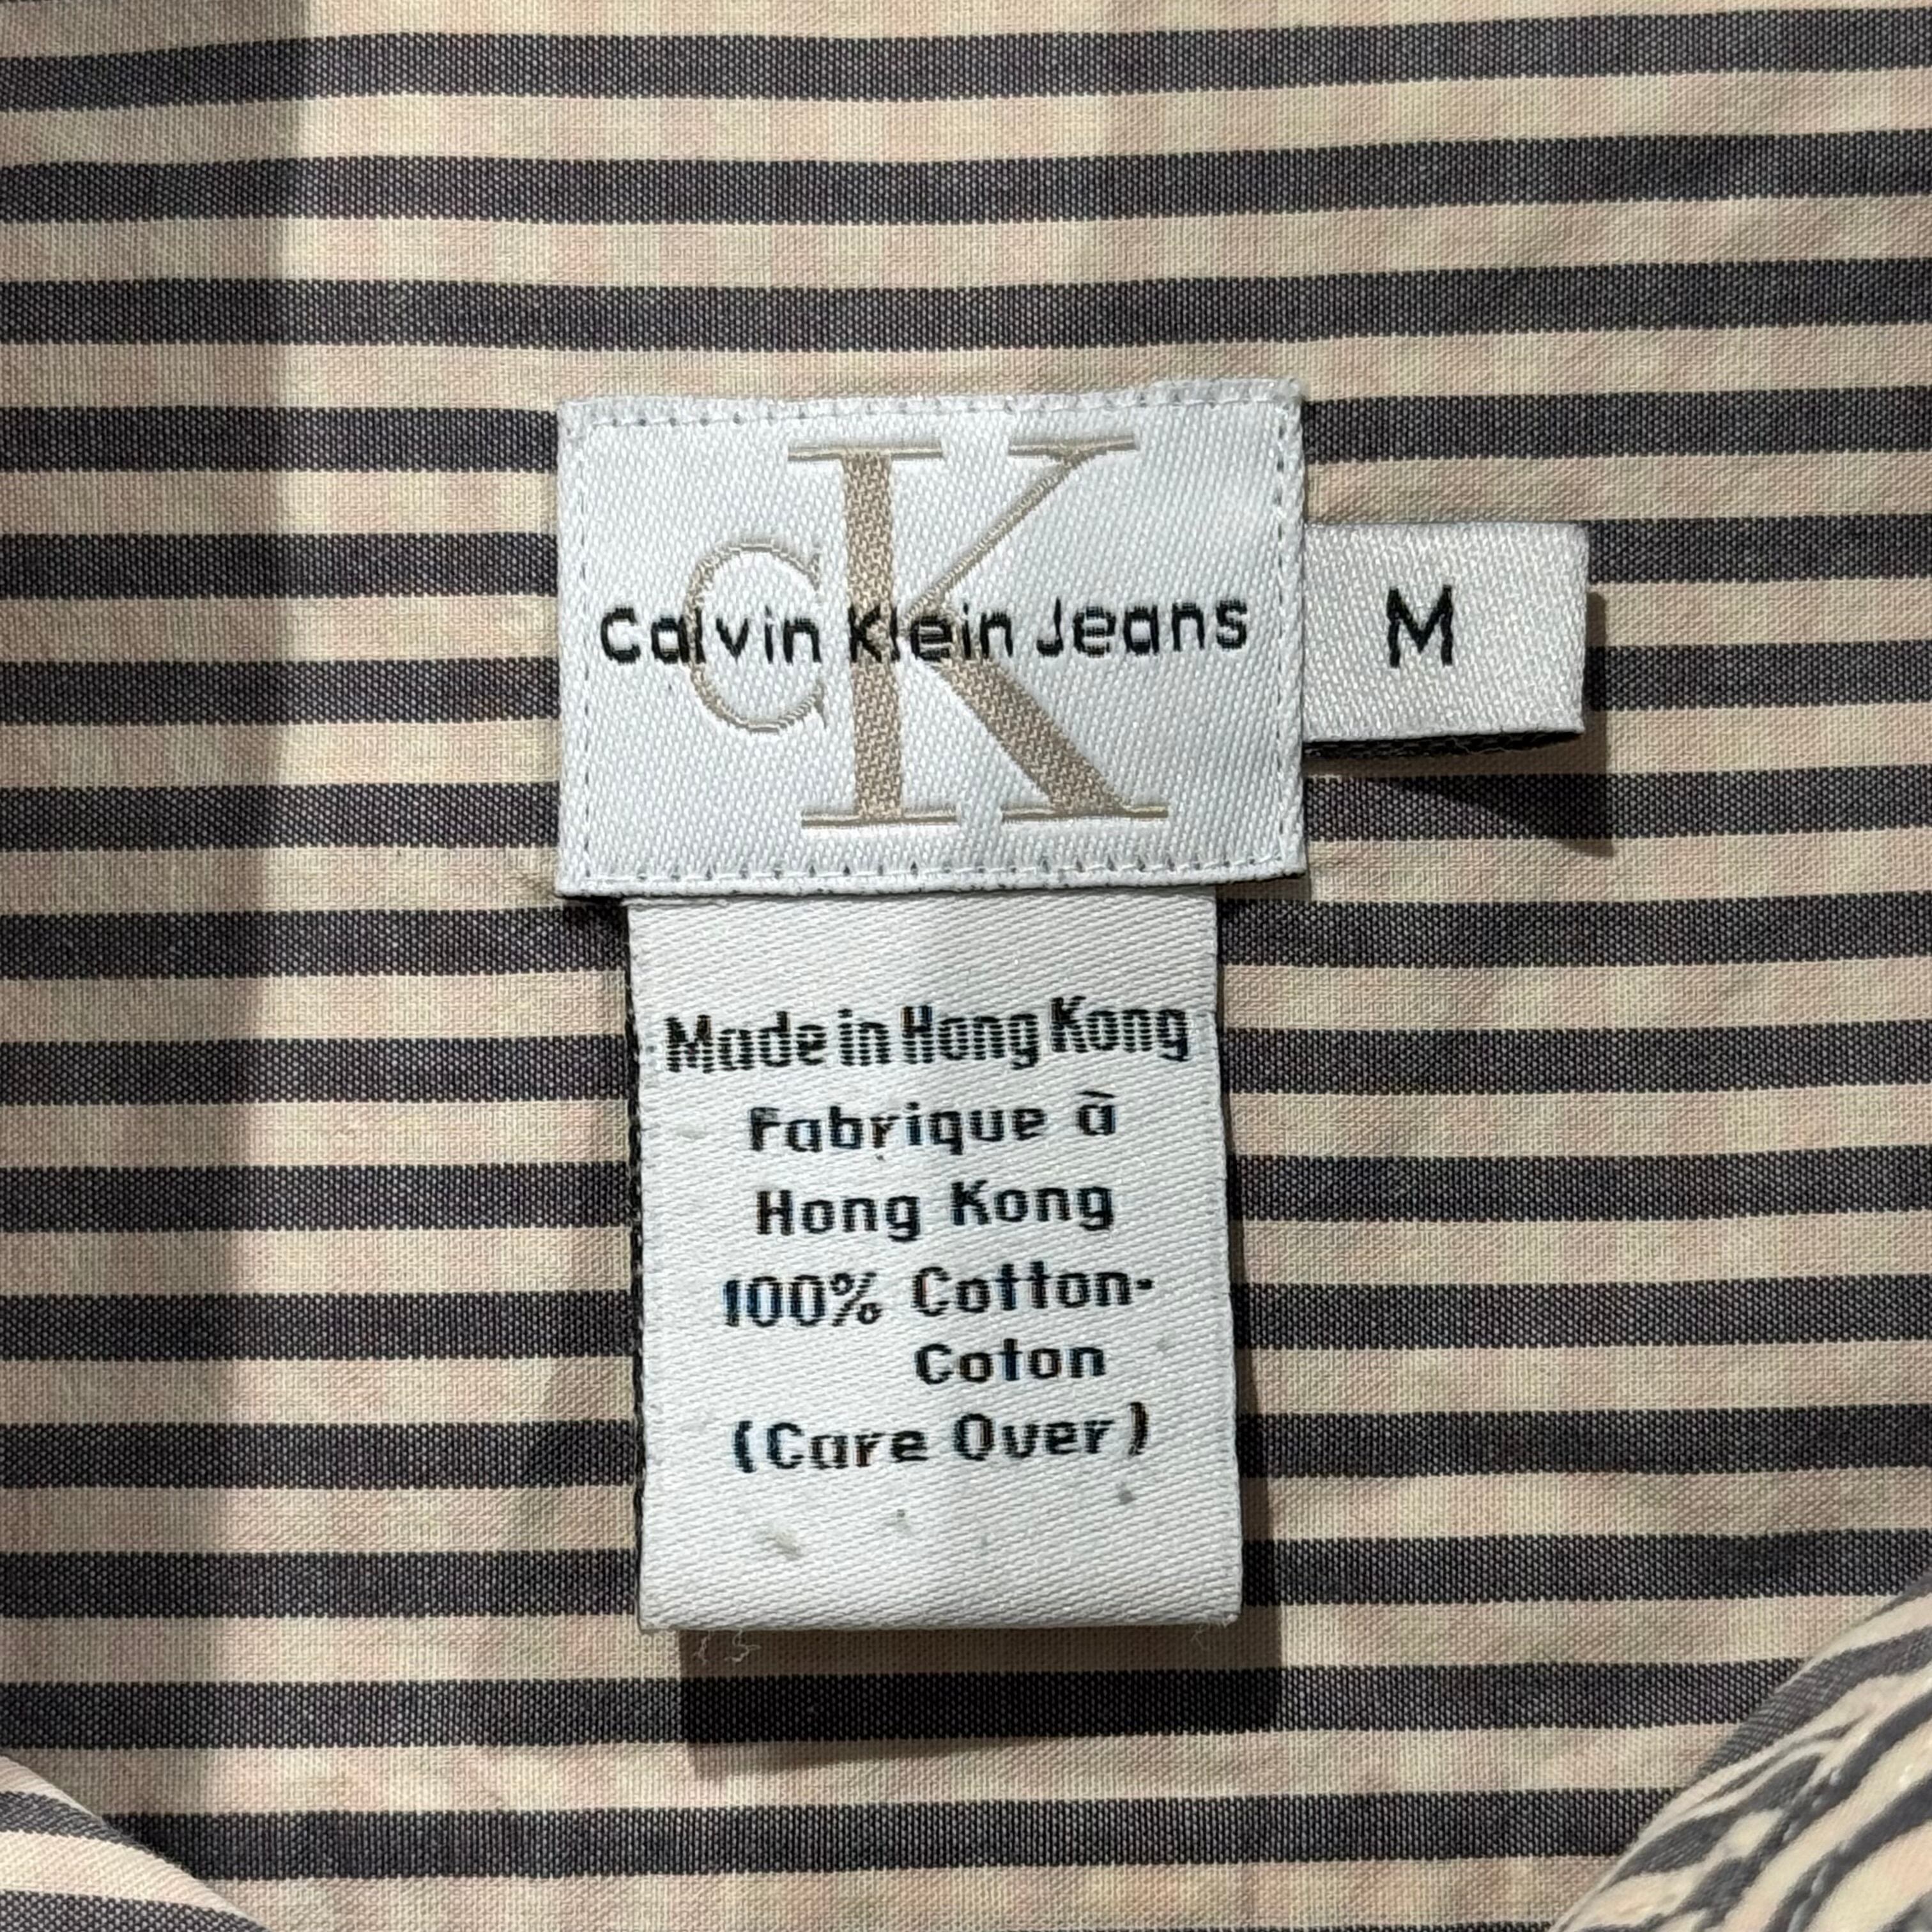 CK
Calvin Klein Jeans
M
Made in Hong Kong
Fabrique à
Hong Kong
100% Cotton-
Coton
(Care Over)